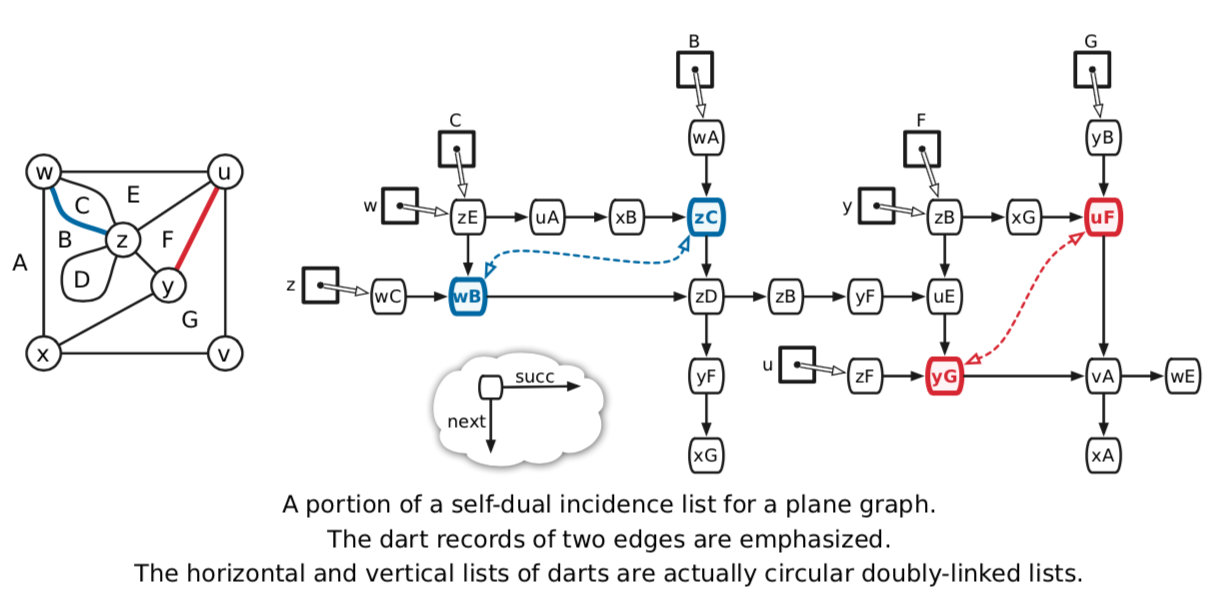 B
G
C
F
wA
yB
w
u
E
C
w
zE
uA
xB
zC
y
zB
xG
uF
B
z
F
A
D
y
z
wC
wB
zD
zB
yF
uE
G
x
v
succ
next
yF
u
zF
yG
vA
wE
xG
xA
A portion of a self-dual incidence list for a plane graph.
The dart records of two edges are emphasized.
The horizontal and vertical lists of darts are actually circular doubly-linked lists.